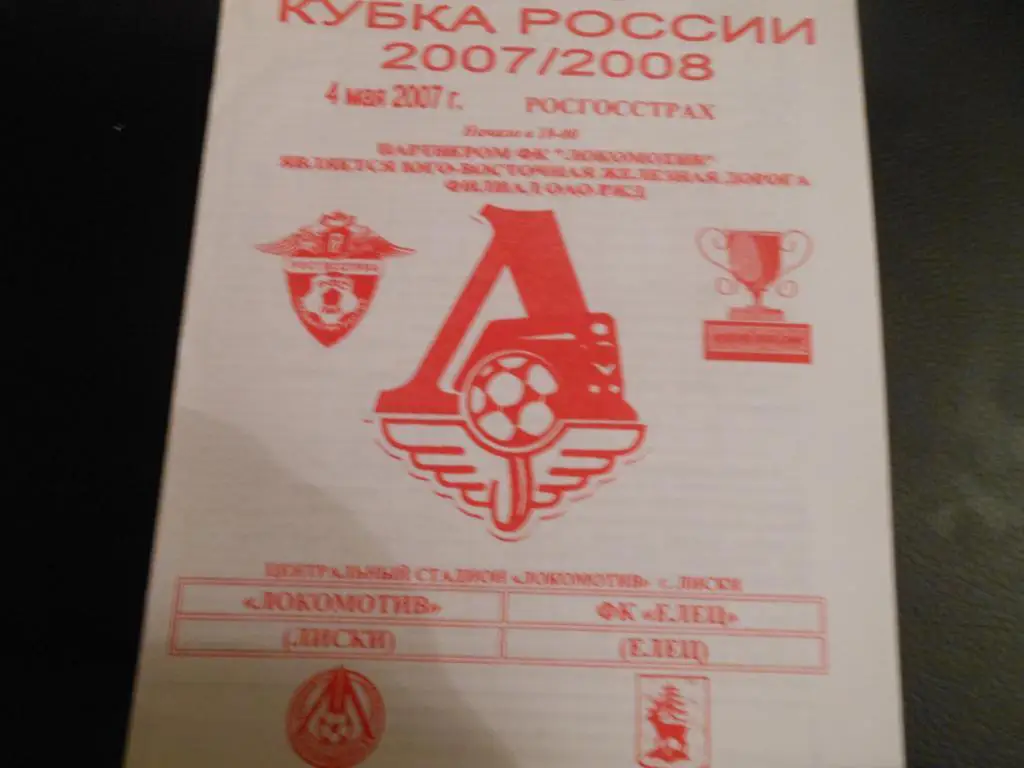 КУБКА РОССИИ
2007/2008
4 мая 2007 г.
РОСГОССТРАХ
Начало в 19-00
ПАРТНЕРОМ ФК "ЛОКОМОТИВ"
ЯВЛЯЕТСЯ ЮГО-ВОСТОЧНАЯ ЖЕЛЕЗНАЯ ДОРОГА
ФИЛИАЛ ОАО РЖД
ЦЕНТРАЛЬНЫЙ СТАДИОН «ЛОКОМОТИВ» г. ЛИСКИ
«ЛОКОМОТИВ»
ФК «ЕЛЕЦ»
(ЛИСКИ)
(ЕЛЕЦ)